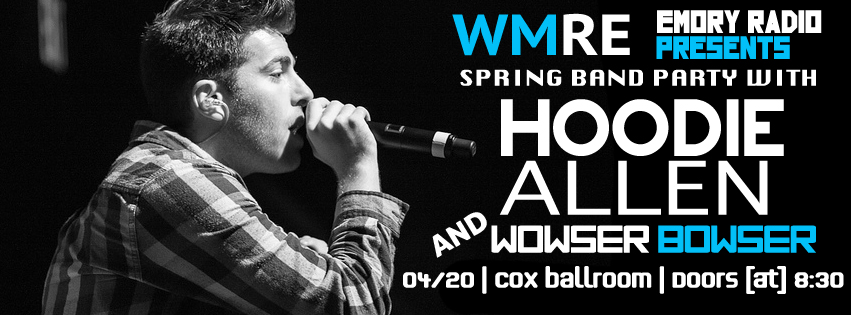 WMRE EMORY RADIO PRESENTS
SPRING BAND PARTY WITH
HOODIE
ALLEN
AND WOWSER BOWSER
04/20 | cox ballroom | DOORS [at] 8:30